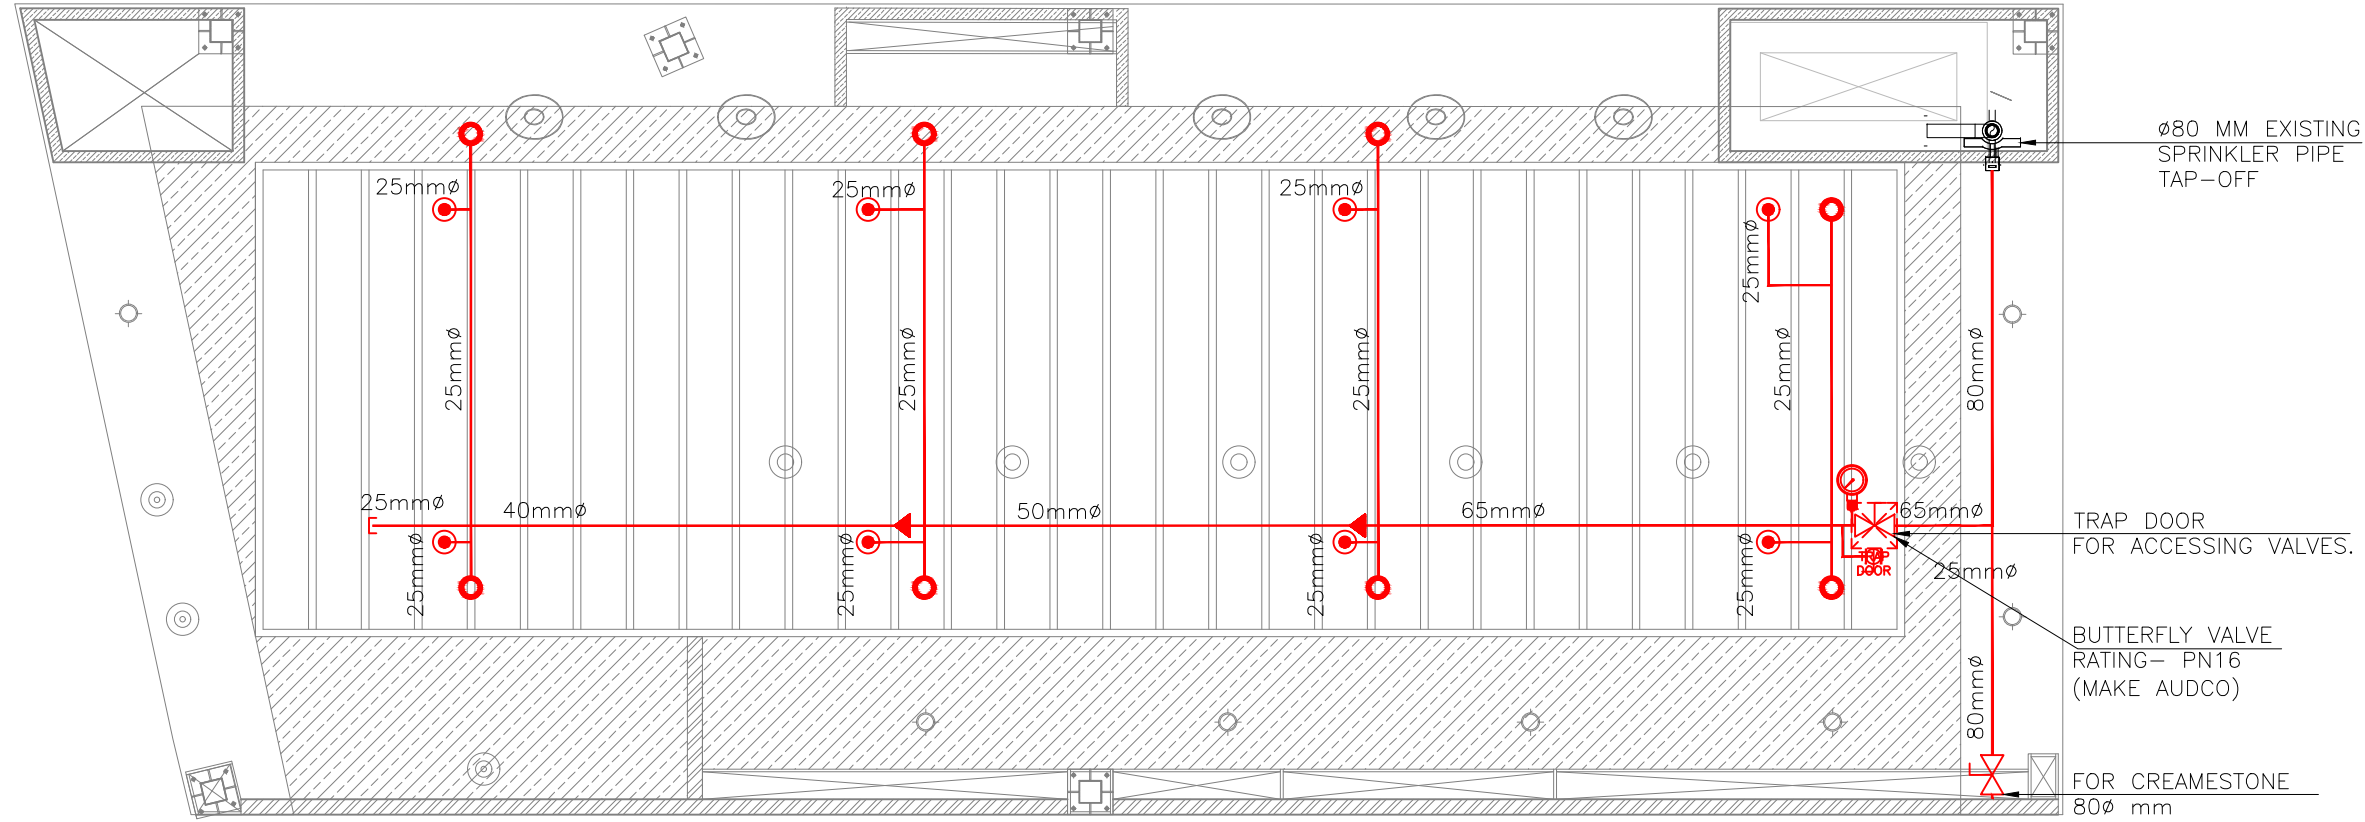 ø80 MM EXISTING
SPRINKLER PIPE
TAP-OFF
25mmø
25mmø
25mmø
25mmø
25mmø
25mmø
25mmø
25mmø
80mmø
25mmø
40mmø
50mmø
65mmø
65mmø
TRAP DOOR
FOR ACCESSING VALVES.
25mmø
25mmø
25mmø
25mmø
TRAP
DOOR
25mmø
BUTTERFLY VALVE
RATING- PN16
(MAKE AUDCO)
80mmø
FOR CREAMESTONE
80ø mm